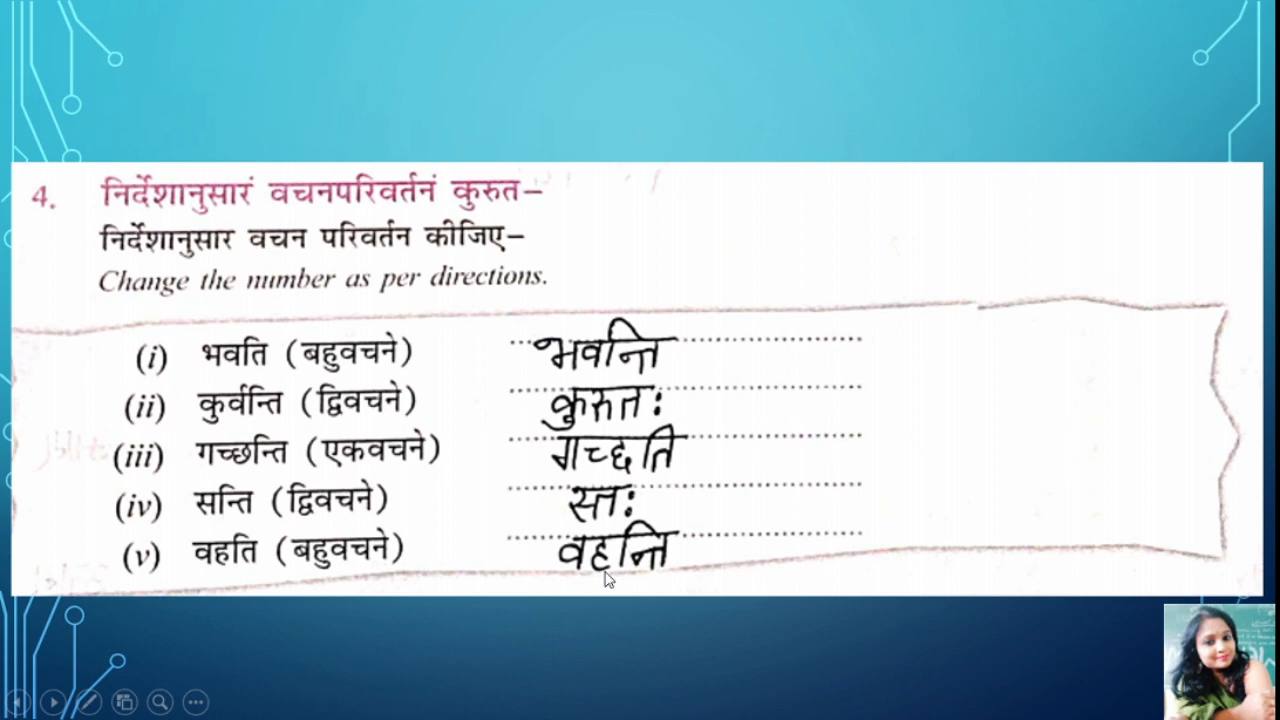 4. निर्देशानुसारं वचनपरिवर्तनं कुरुत–
निर्देशानुसार वचन परिवर्तन कीजिए–
Change the number as per directions.
(i) भवति (बहुवचने) भवन्ति
(ii) कुर्वन्ति (द्विवचने) कुरुतः
(iii) गच्छन्ति (एकवचने) गच्छति
(iv) सन्ति (द्विवचने) स्तः
(v) वहति (बहुवचने) वहन्ति